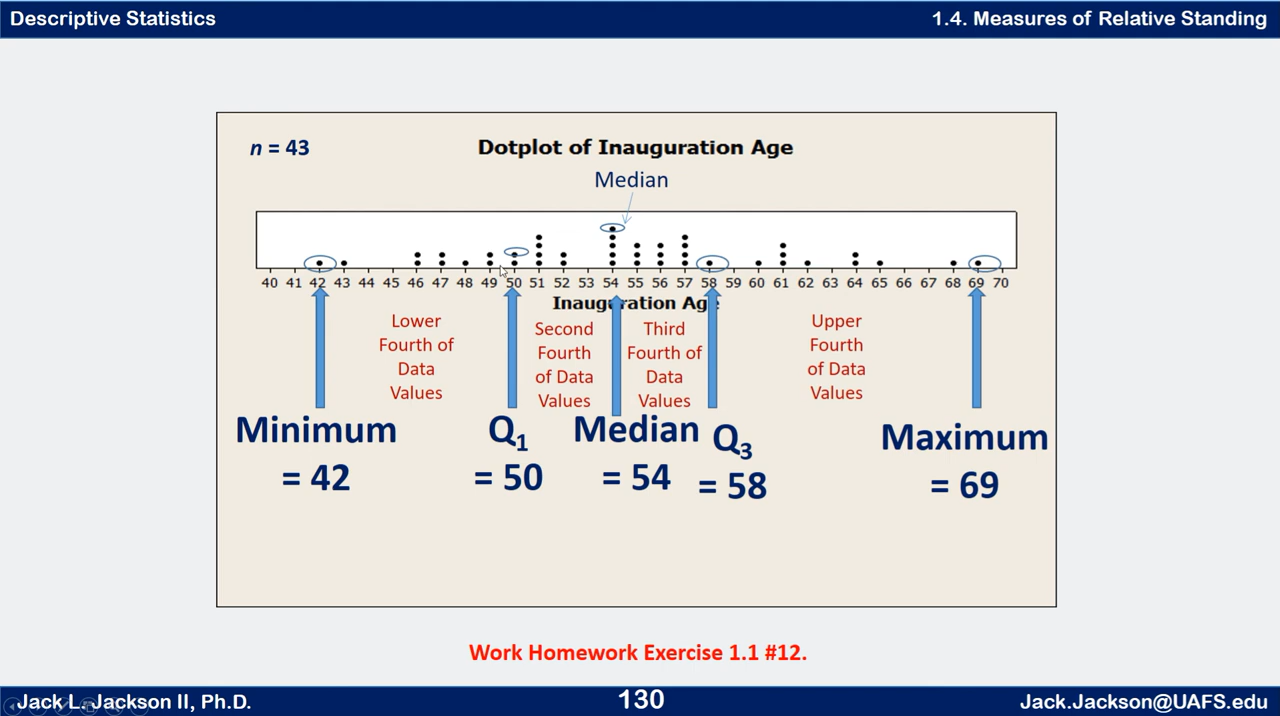 Descriptive Statistics
1.4. Measures of Relative Standing
n = 43
Dotplot of Inauguration Age
Median
40 41 42 43 44 45 46 47 48 49 50 51 52 53 54 55 56 57 58 59 60 61 62 63 64 65 66 67 68 69 70
Inauguration Age
Lower
Fourth of
Data
Values
Second
Fourth
of Data
Values
Third
Fourth of
Data
Values
Upper
Fourth
of Data
Values
Minimum
= 42
Q1
= 50
Median
= 54
Q3
= 58
Maximum
= 69
Work Homework Exercise 1.1 #12.
Jack L. Jackson II, Ph.D.
130
Jack.Jackson@UAFS.edu